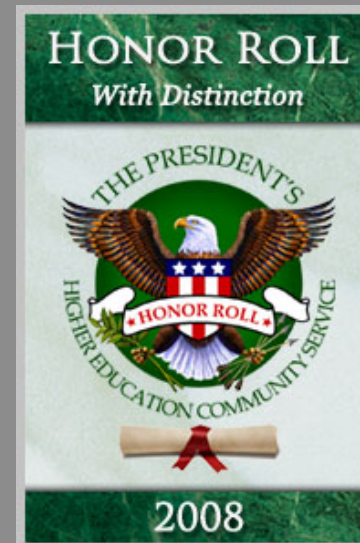 HONOR ROLL
With Distinction
THE PRESIDENT'S
HONOR ROLL
HIGHER EDUCATION COMMUNITY SERVICE
2008